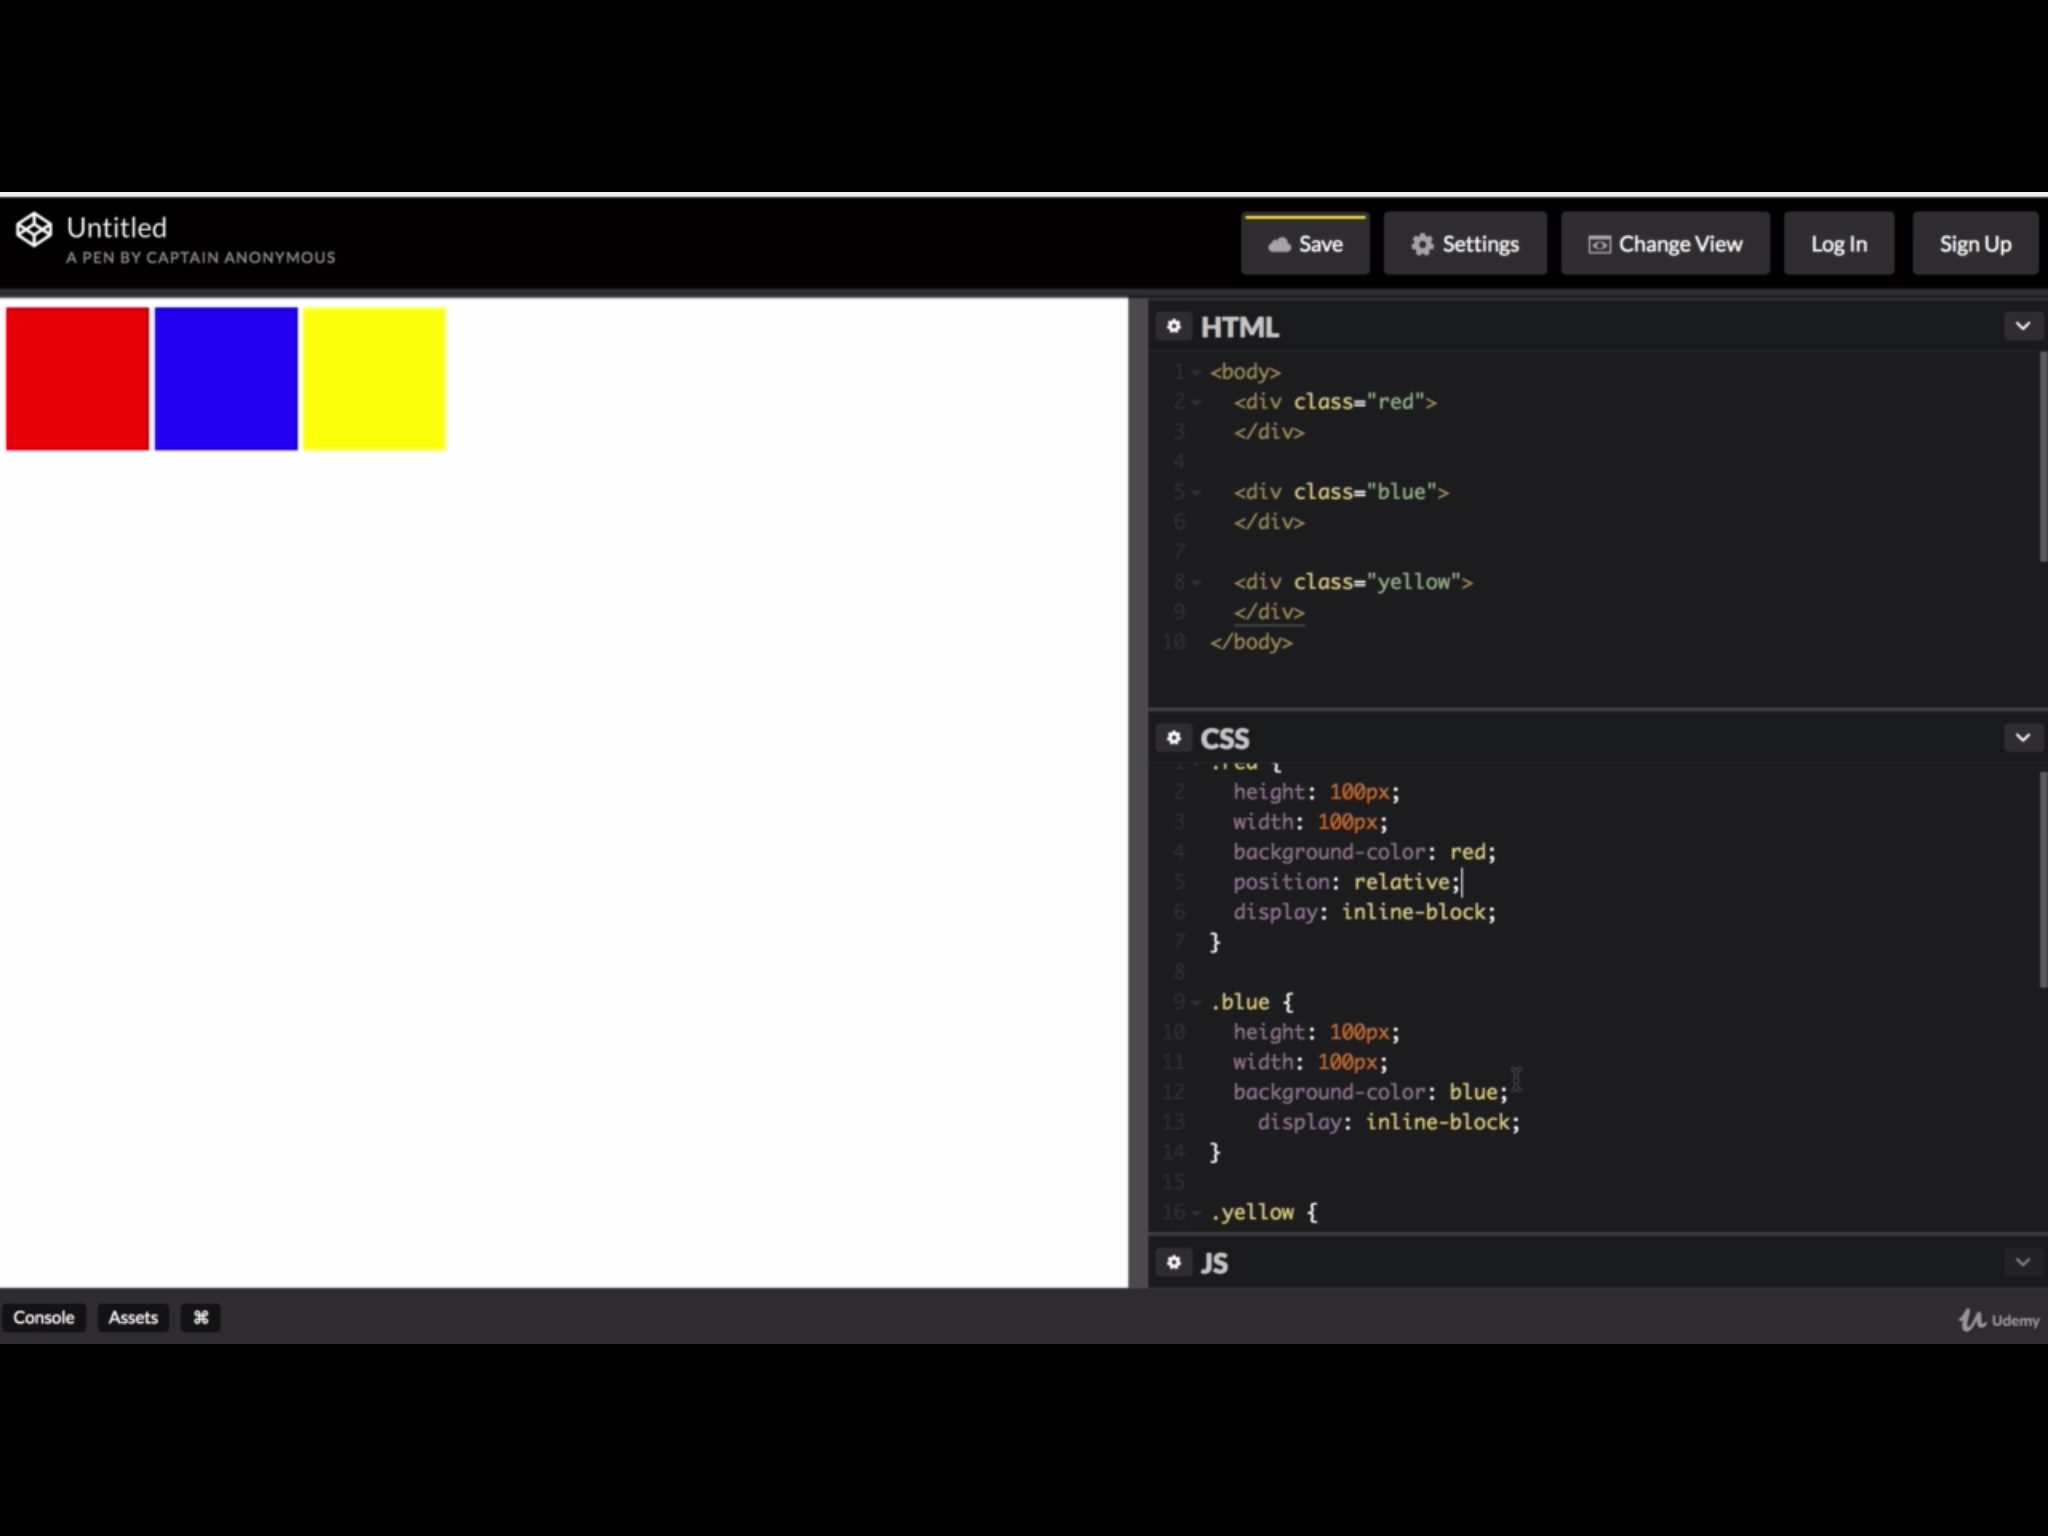 Untitled
A PEN BY CAPTAIN ANONYMOUS
Save
Settings
Change View
Log In
Sign Up
HTML
1 <body>
2 <div class="red">
3 </div>
4
5 <div class="blue">
6 </div>
7
8 <div class="yellow">
9 </div>
10 </body>
CSS
1 .red {
2 height: 100px;
3 width: 100px;
4 background-color: red;
5 position: relative;
6 display: inline-block;
7 }
8
9 .blue {
10 height: 100px;
11 width: 100px;
12 background-color: blue;
13 display: inline-block;
14 }
15
16 .yellow {
JS
Console
Assets
⌘
Udemy